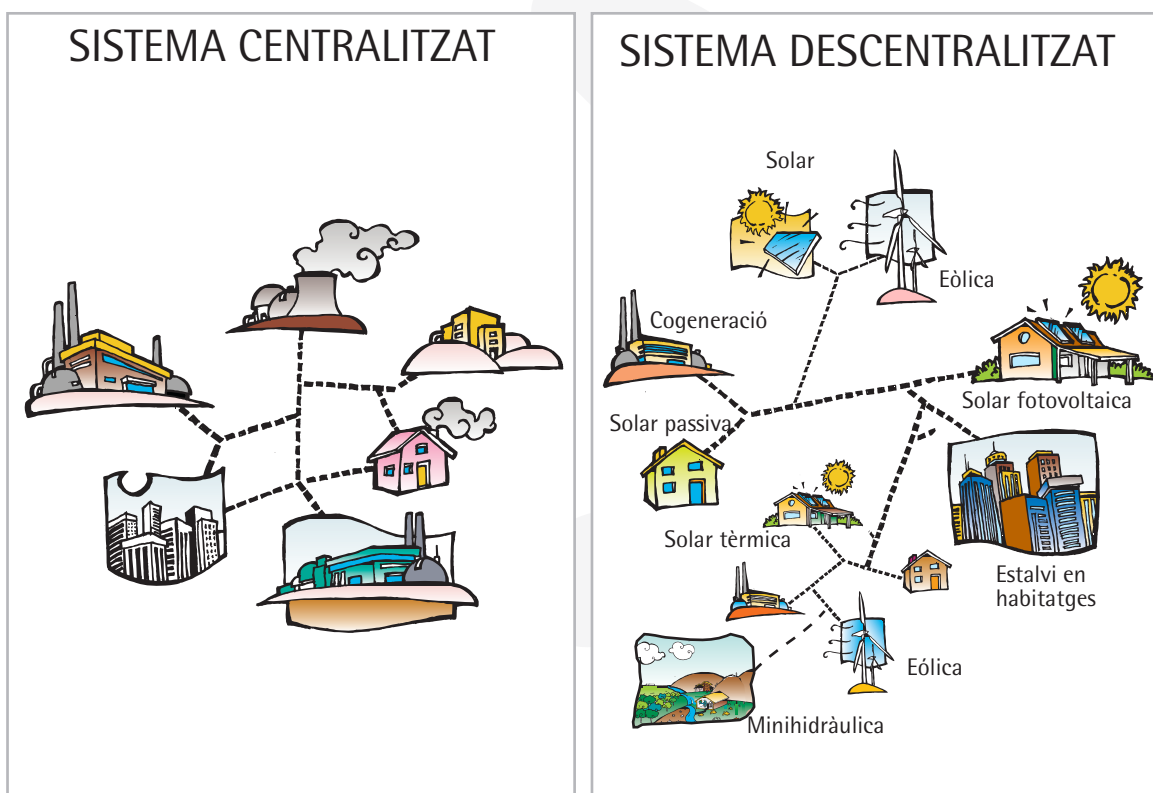 SISTEMA CENTRALITZAT
SISTEMA DESCENTRALITZAT
Solar
Eòlica
Cogeneració
Solar fotovoltaica
Solar passiva
Solar tèrmica
Estalvi en
habitatges
Eólica
Minihidràulica